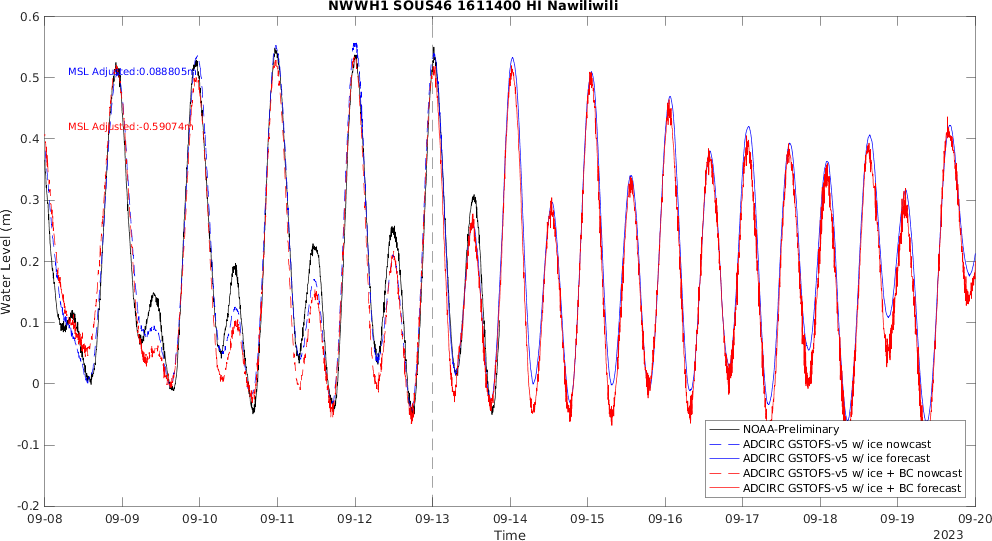 NWWH1 SOUS46 1611400 HI Nawiliwili
0.6
0.5
0.4
0.3
0.2
0.1
0
-0.1
-0.2
Water Level (m)
MSL Adjusted:0.088805m
MSL Adjusted:-0.59074m
NOAA-Preliminary
ADCIRC GSTOFS-v5 w/ ice nowcast
ADCIRC GSTOFS-v5 w/ ice forecast
ADCIRC GSTOFS-v5 w/ ice + BC nowcast
ADCIRC GSTOFS-v5 w/ ice + BC forecast
09-08 09-09 09-10 09-11 09-12 09-13 09-14 09-15 09-16 09-17 09-18 09-19 09-20
Time
2023